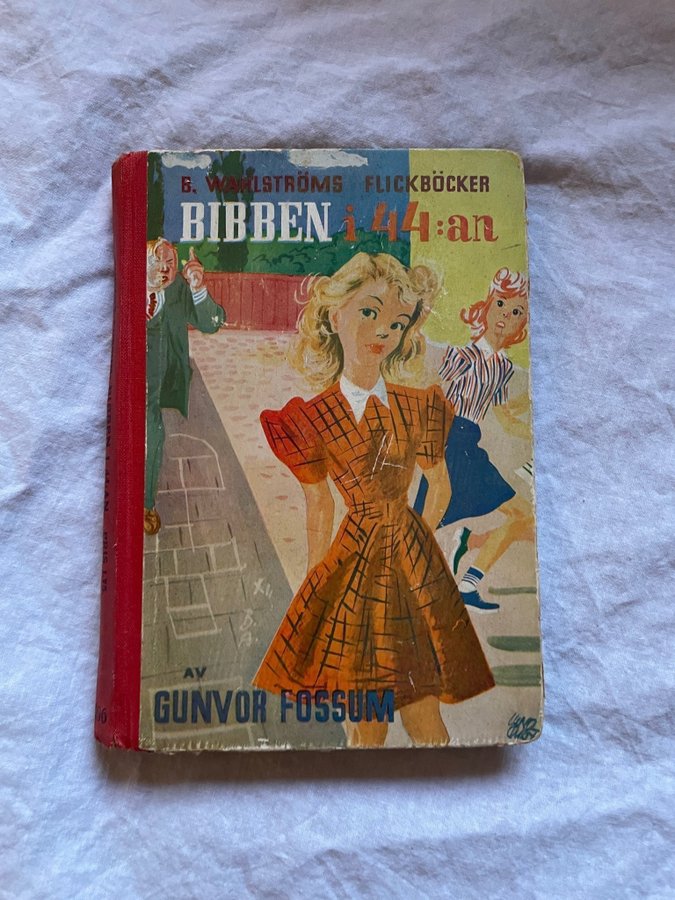 B. WAHLSTRÖMS FLICKBÖCKER
BIBBEN i 44:an
AV
GUNVOR FOSSUM